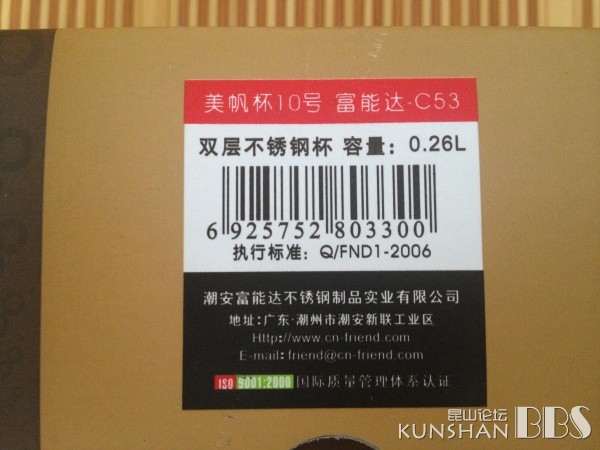 美帆杯10号 富能达-C53
双层不锈钢杯 容量：0.26L
6 925752 803300
执行标准：Q/FND1-2006
潮安富能达不锈钢制品实业有限公司
地址:广东·潮州市潮安新联工业区
Http://www.cn-friend.com
E-mail:friend@cn-friend.com
ISO 9001:2000 国际质量管理体系认证
昆山论坛
KUNSHAN BBS